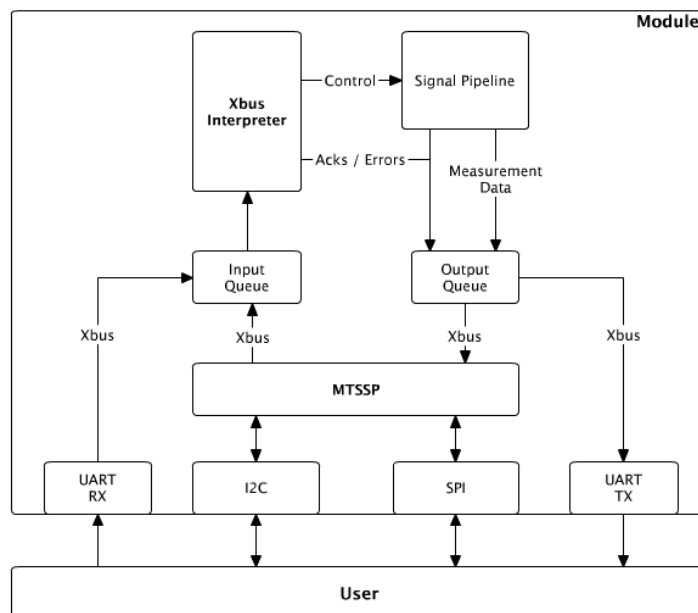 Module
Xbus
Interpreter
Control
Signal Pipeline
Acks / Errors
Measurement
Data
Input
Queue
Output
Queue
Xbus
Xbus
Xbus
Xbus
MTSSP
UART
RX
I2C
SPI
UART
TX
User